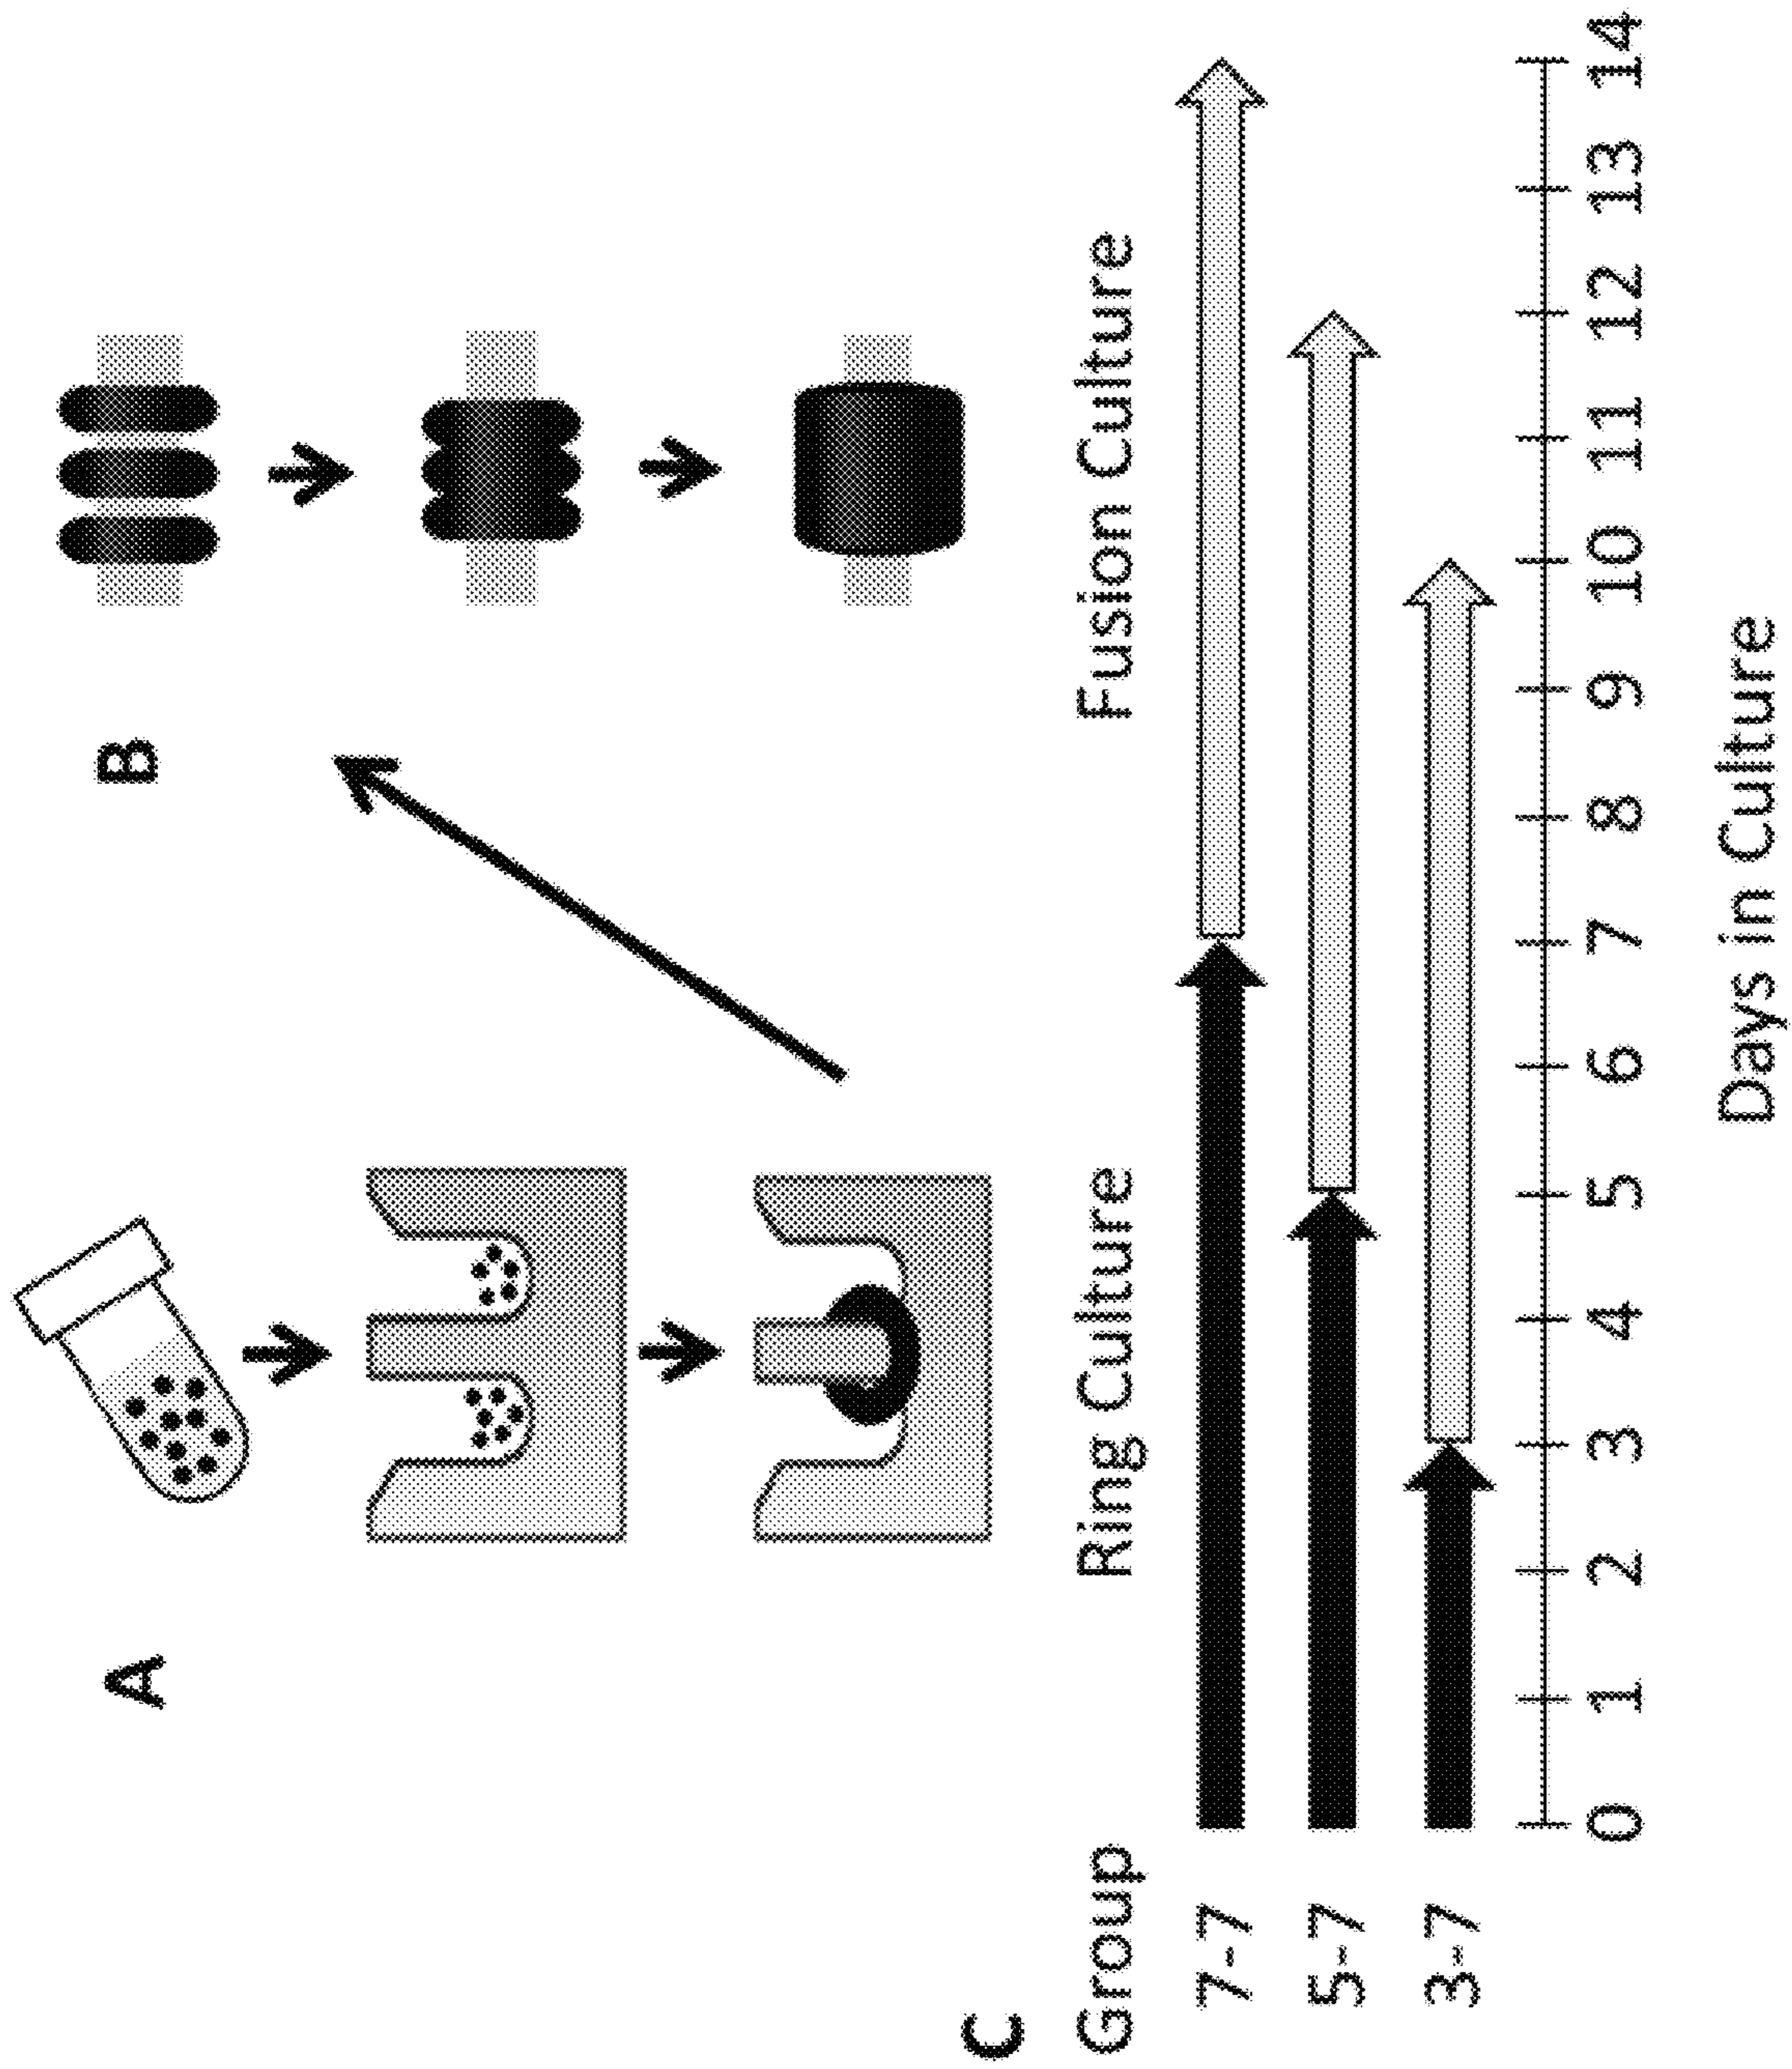 A
B
C
Group Ring Culture Fusion Culture
7-7
5-7
3-7
0 1 2 3 4 5 6 7 8 9 10 11 12 13 14
Days in Culture